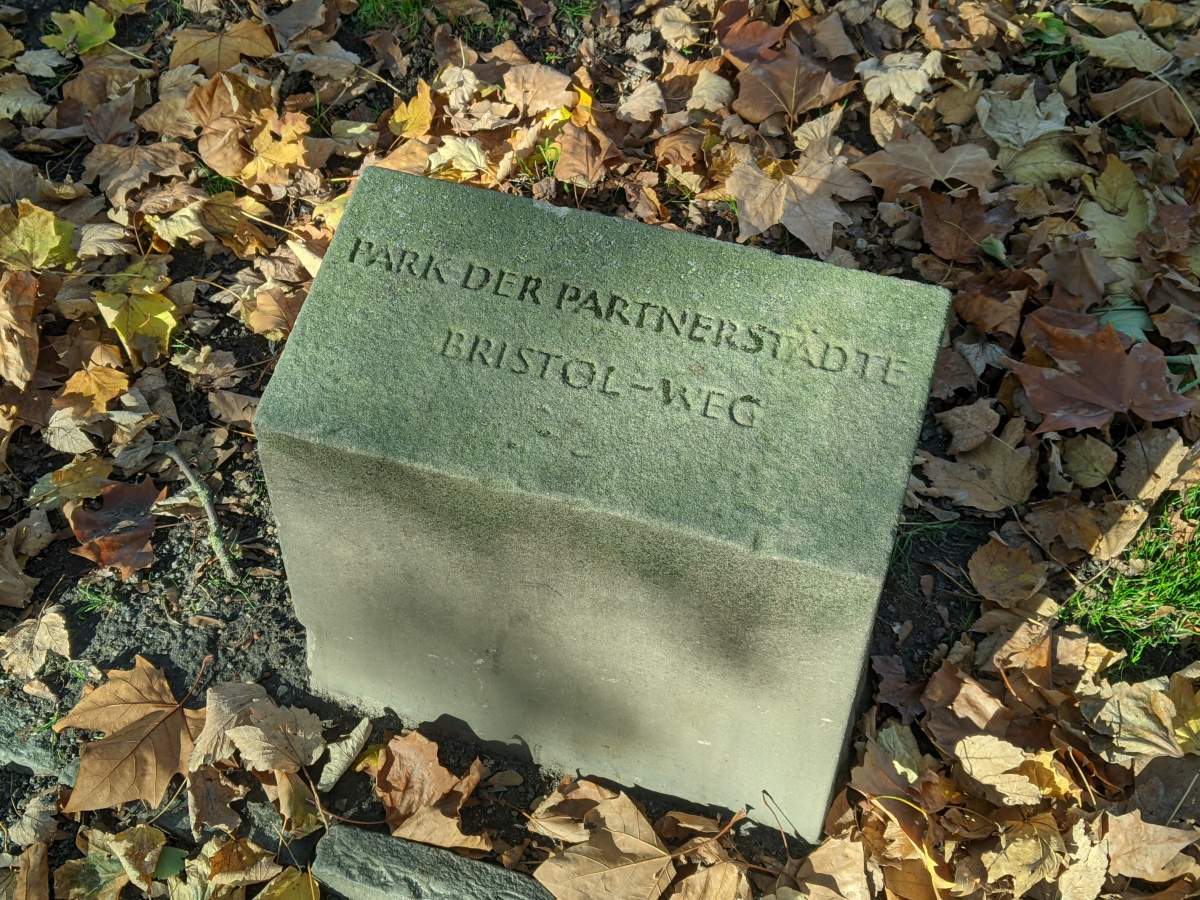 PARK DER PARTNERSTÄDTE
BRISTOL-WEG